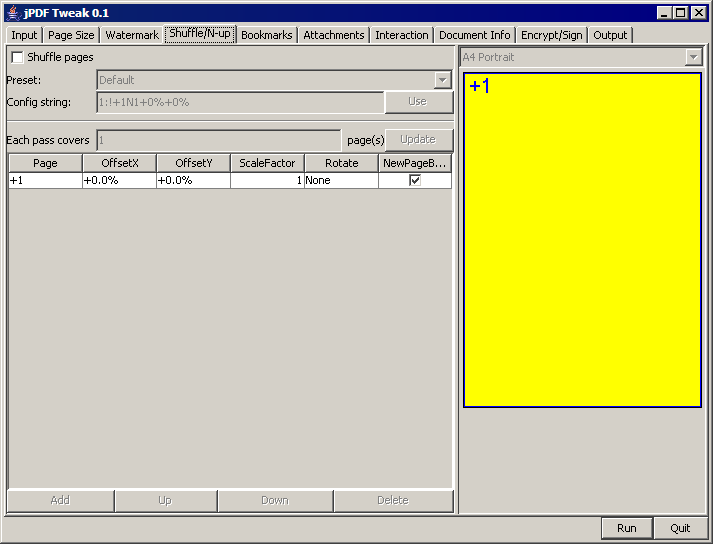 jPDF Tweak 0.1
Input Page Size Watermark Shuffle/N-up Bookmarks Attachments Interaction Document Info Encrypt/Sign Output
Shuffle pages
Preset: Default
Config string: 1:!+1N1+0%+0% Use
Each pass covers 1 page(s) Update
Page OffsetX OffsetY ScaleFactor Rotate NewPageB...
+1 +0.0% +0.0% 1 None
Add Up Down Delete
A4 Portrait
+1
Run Quit